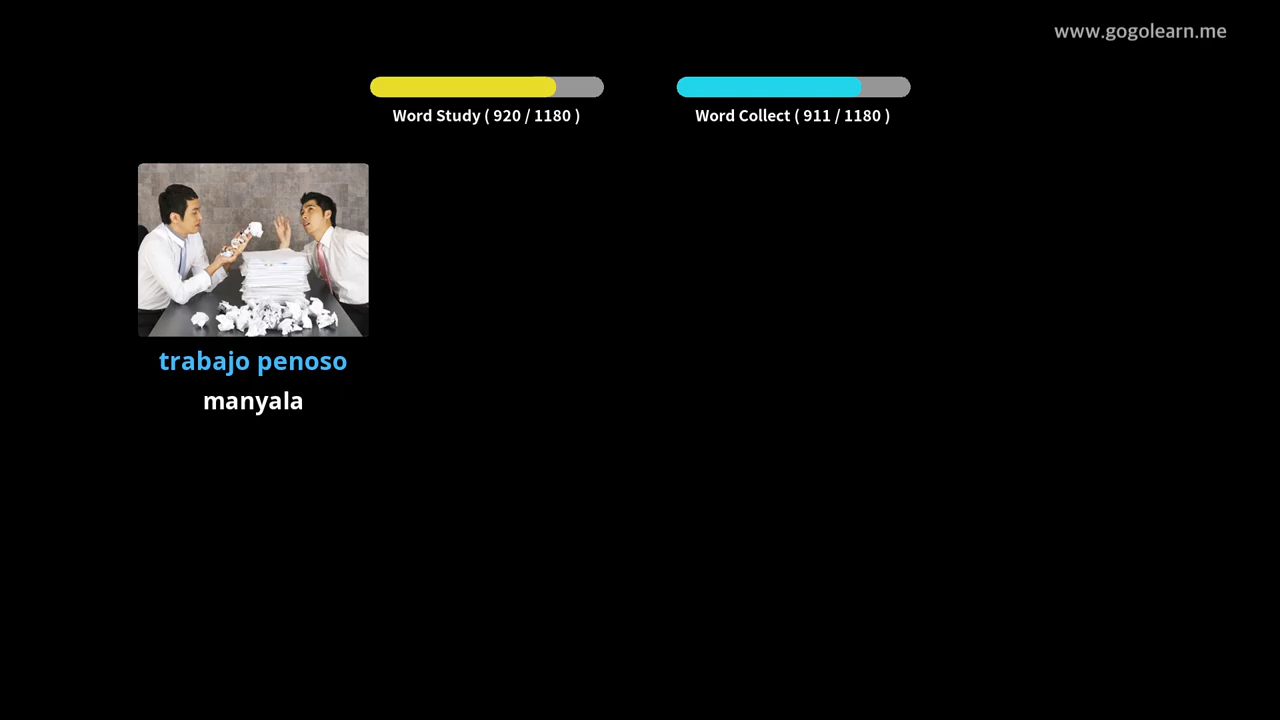 www.gogolearn.me
Word Study ( 920 / 1180 )
Word Collect ( 911 / 1180 )
trabajo penoso
manyala